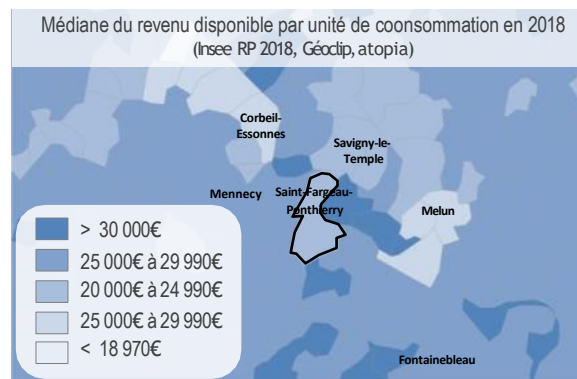 Médiane du revenu disponible par unité de coonsommation en 2018
(Insee RP 2018, Géoclip, atopia)
Corbeil-
Essonnes
Savigny-le-
Temple
Mennecy
Saint-Fargeau-
Ponthierry
Melun
> 30 000€
25 000€ à 29 990€
20 000€ à 24 990€
25 000€ à 29 990€
< 18 970€
Fontainebleau